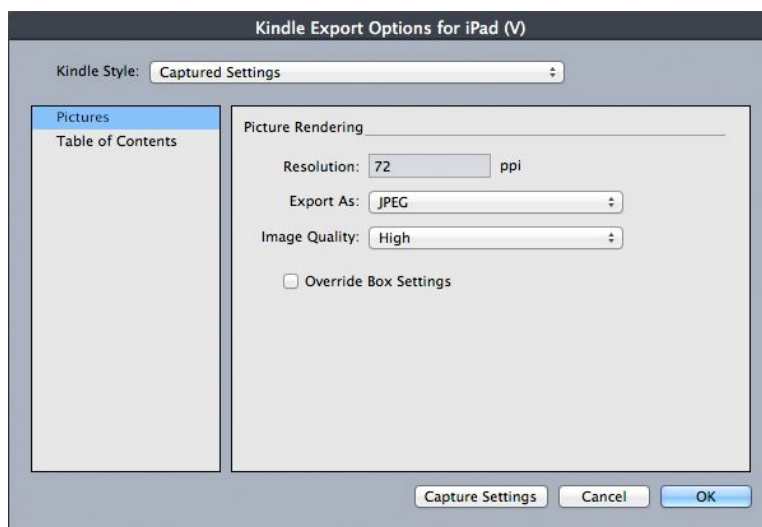 Kindle Export Options for iPad (V)
Kindle Style: Captured Settings
Pictures
Table of Contents
Picture Rendering
Resolution: 72 ppi
Export As: JPEG
Image Quality: High
Override Box Settings
Capture Settings Cancel OK